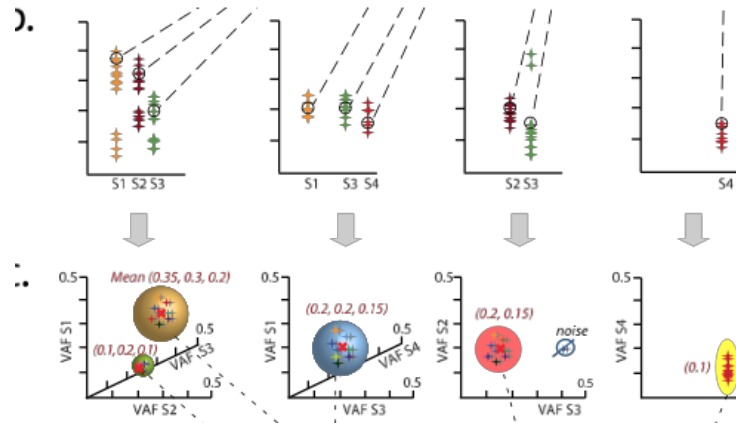 D.
S1 S2 S3
S1 S3 S4
S2 S3
S4
0.5
Mean (0.35, 0.3, 0.2)
0.5
VAF S1
(0.1,0.2,0.1)
VAF S3
0.5
VAF S2
0.5
(0.2, 0.2, 0.15)
0.5
VAF S1
VAF S4
0.5
VAF S3
0.5
(0.2, 0.15)
noise
VAF S2
0.5
VAF S3
0.5
VAF S4
(0.1)